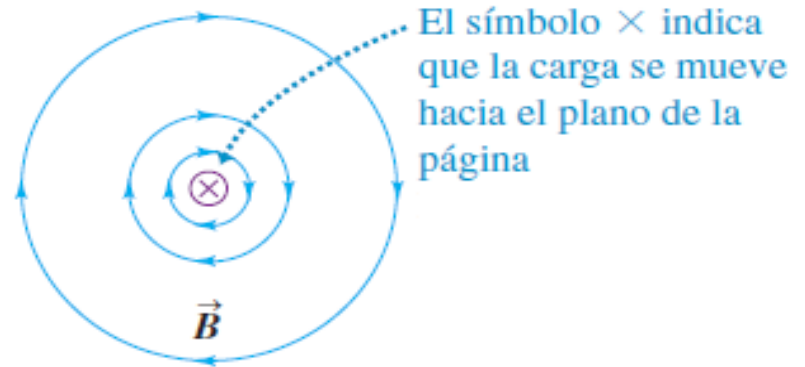 El símbolo × indica
que la carga se mueve
hacia el plano de la
página
B